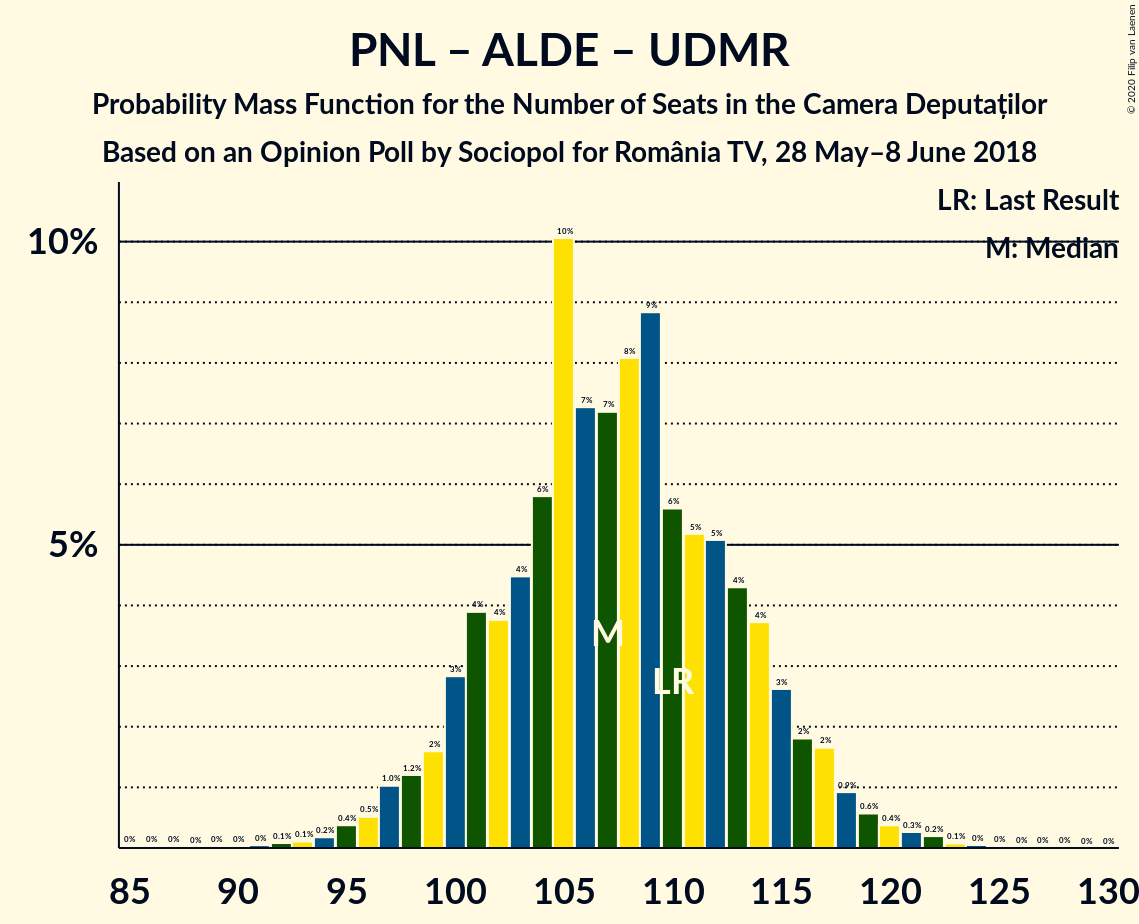 PNL – ALDE – UDMR
Probability Mass Function for the Number of Seats in the Camera Deputaților
Based on an Opinion Poll by Sociopol for România TV, 28 May–8 June 2018
© 2020 Filip van Laenen
LR: Last Result
M: Median
10%
5%
0% 0% 0% 0% 0% 0% 0% 0.1% 0.1% 0.2% 0.4% 0.5% 1.0% 1.2% 2% 3% 4% 4% 4% 6% 10% 7% 7% 8% 9% 6% 5% 5% 4% 4% 3% 2% 2% 0.9% 0.6% 0.4% 0.3% 0.2% 0.1% 0% 0% 0% 0% 0% 0% 0%
M
LR
85 90 95 100 105 110 115 120 125 130